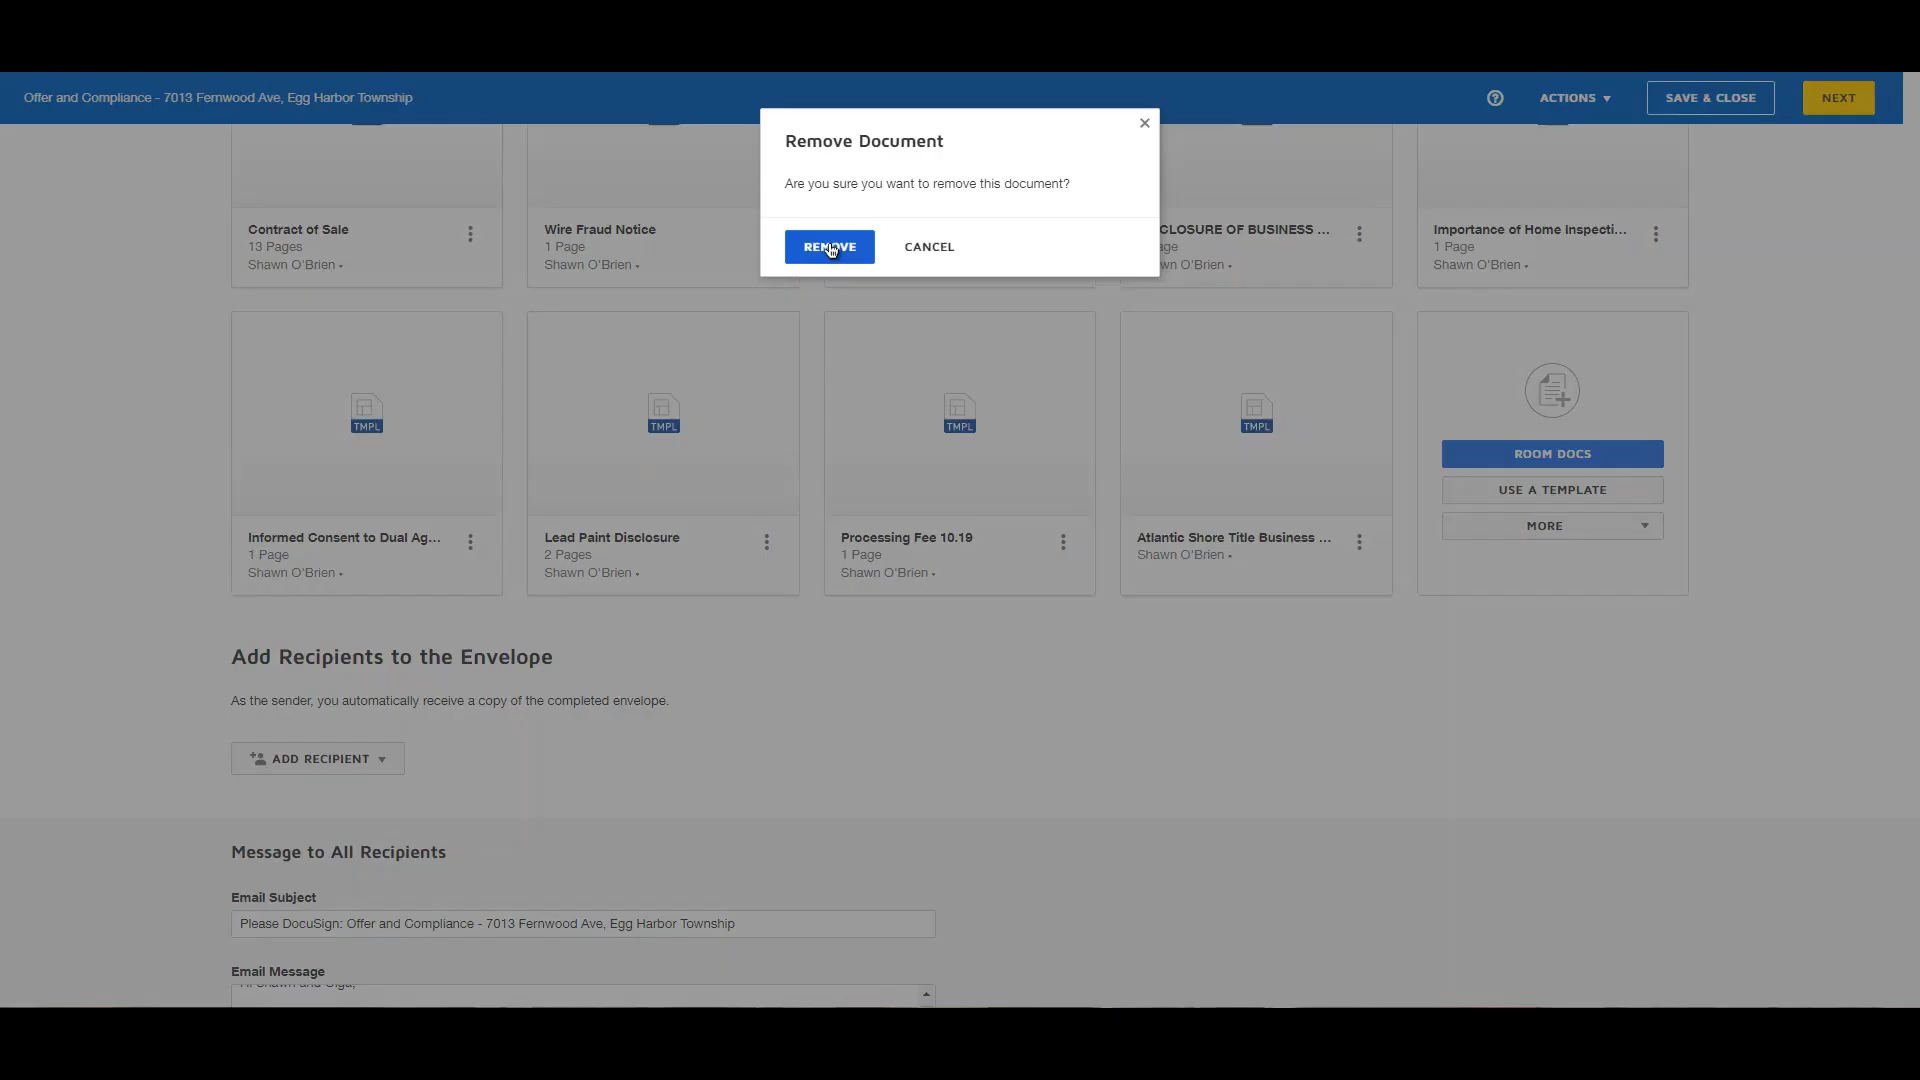 Offer and Compliance - 7013 Fernwood Ave, Egg Harbor Township
ACTIONS
SAVE & CLOSE
NEXT
Remove Document
Are you sure you want to remove this document?
REMOVE
CANCEL
Contract of Sale
13 Pages
Shawn O'Brien
Wire Fraud Notice
1 Page
Shawn O'Brien
CLOSURE OF BUSINESS ...
Importance of Home Inspecti...
1 Page
Shawn O'Brien
TMPL
TMPL
TMPL
TMPL
Informed Consent to Dual Ag...
1 Page
Shawn O'Brien
Lead Paint Disclosure
2 Pages
Shawn O'Brien
Processing Fee 10.19
1 Page
Shawn O'Brien
Atlantic Shore Title Business ...
Shawn O'Brien
ROOM DOCS
USE A TEMPLATE
MORE
Add Recipients to the Envelope
As the sender, you automatically receive a copy of the completed envelope.
ADD RECIPIENT
Message to All Recipients
Email Subject
Please DocuSign: Offer and Compliance - 7013 Fernwood Ave, Egg Harbor Township
Email Message